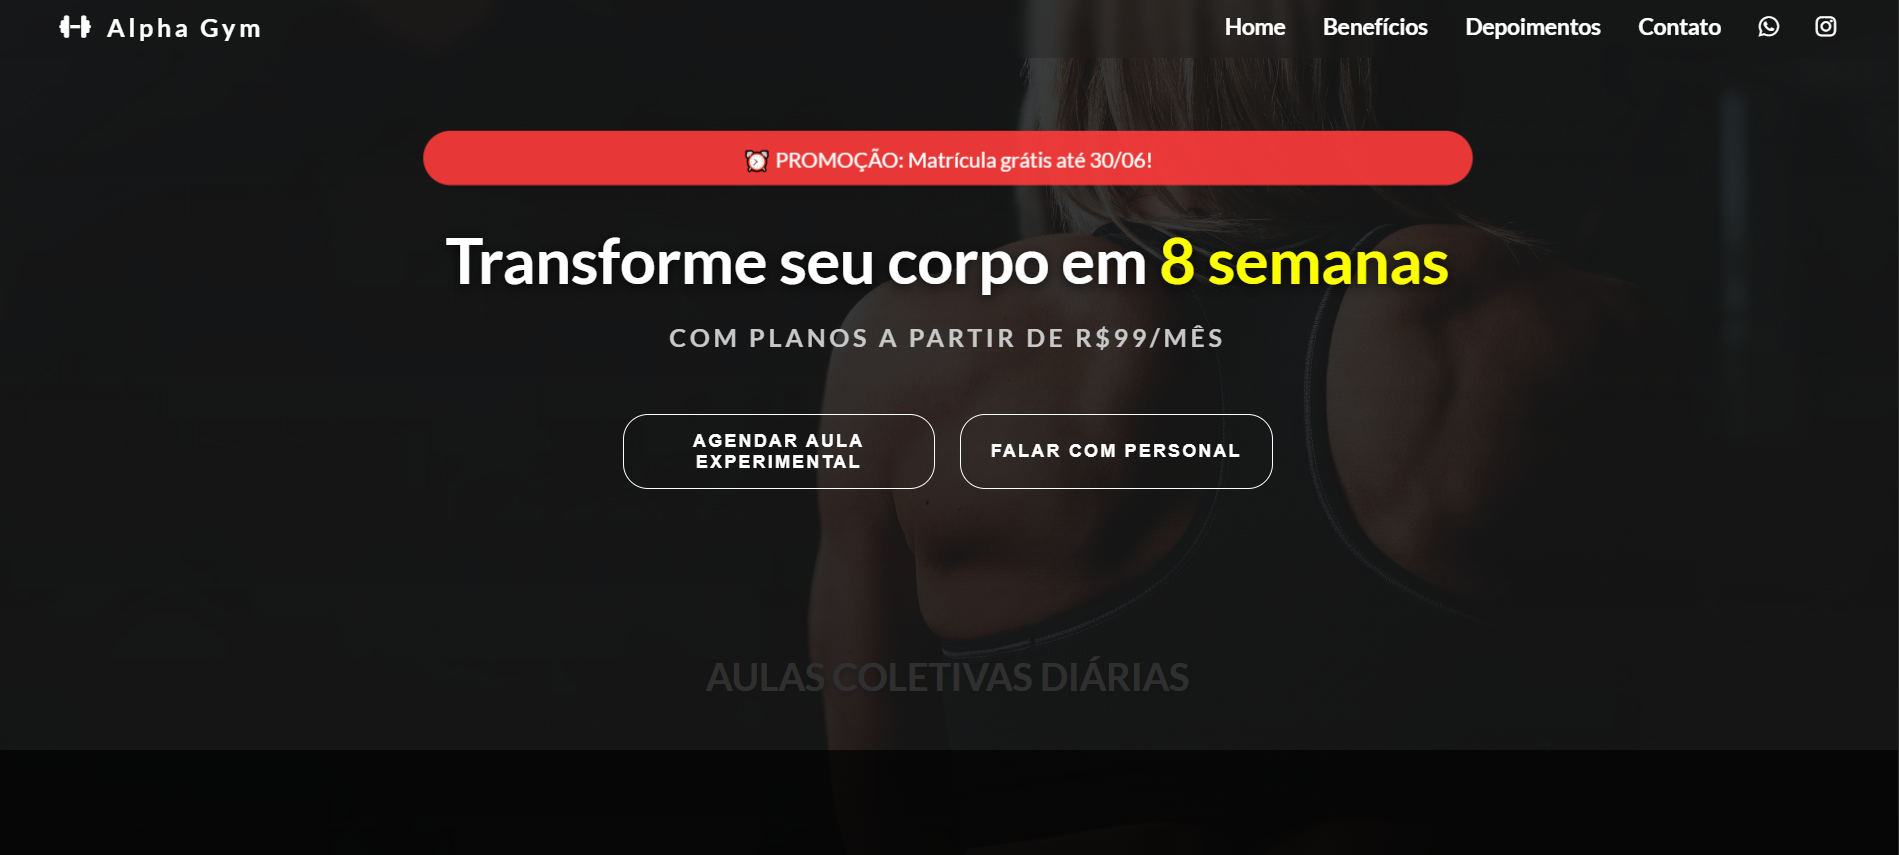 Alpha Gym
Home Benefícios Depoimentos Contato
⏰ PROMOÇÃO: Matrícula grátis até 30/06!
Transforme seu corpo em 8 semanas
COM PLANOS A PARTIR DE R$99/MÊS
AGENDAR AULA
EXPERIMENTAL
FALAR COM PERSONAL
AULAS COLETIVAS DIÁRIAS